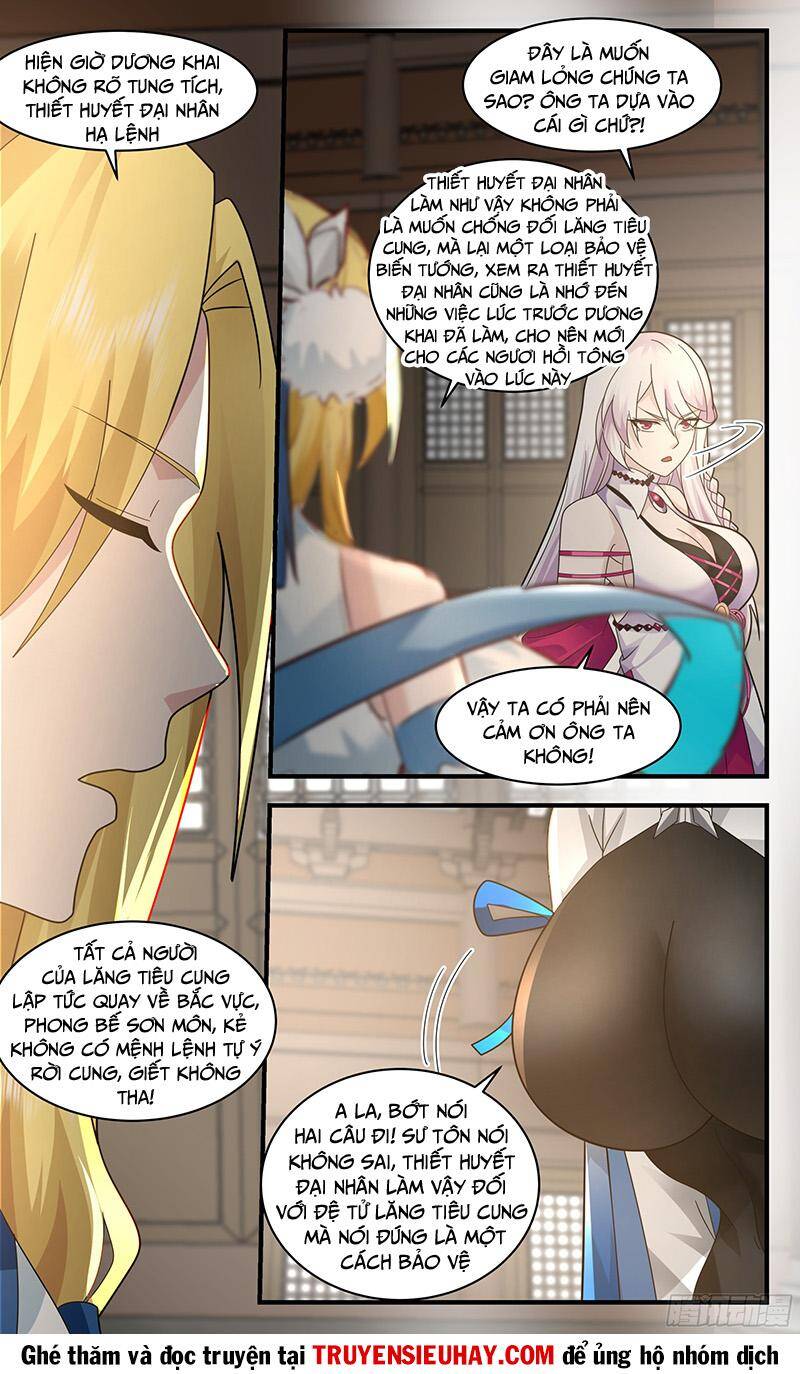 HIỆN GIỜ DƯƠNG KHAI
KHÔNG RÕ TUNG TÍCH,
THIẾT HUYẾT ĐẠI NHÂN
HẠ LỆNH
TẤT CẢ NGƯỜI
CỦA LĂNG TIÊU CUNG
LẬP TỨC QUAY VỀ BẮC VỰC,
PHONG BẾ SƠN MÔN, KẺ
KHÔNG CÓ MỆNH LỆNH TỰ Ý
RỜI CUNG, GIẾT KHÔNG
THA!
ĐÂY LÀ MUỐN
GIAM LỎNG CHÚNG TA
SAO? ÔNG TA DỰA VÀO
CÁI GÌ CHỨ?!
THIẾT HUYẾT ĐẠI NHÂN
LÀM NHƯ VẬY KHÔNG PHẢI
LÀ MUỐN CHỐNG ĐỐI LĂNG TIÊU
CUNG, MÀ LẠI MỘT LOẠI BẢO VỆ
BIẾN TƯỚNG, XEM RA THIẾT HUYẾT
ĐẠI NHÂN CŨNG LÀ NHỚ ĐẾN
NHỮNG VIỆC LÚC TRƯỚC DƯƠNG
KHAI ĐÃ LÀM, CHO NÊN MỚI
CHO CÁC NGƯƠI HỒI TÔNG
VÀO LÚC NÀY
VẬY TA CÓ PHẢI NÊN
CẢM ƠN ÔNG TA
KHÔNG!
A LA, BỚT NÓI
HAI CÂU ĐI! SƯ TÔN NÓI
KHÔNG SAI, THIẾT HUYẾT
ĐẠI NHÂN LÀM VẬY ĐỐI
VỚI ĐỆ TỬ LĂNG TIÊU CUNG
MÀ NÓI ĐÚNG LÀ MỘT
CÁCH BẢO VỆ
腾讯动漫
Ghé thăm và đọc truyện tại TRUYENSIEUHAY.COM để ủng hộ nhóm dịch